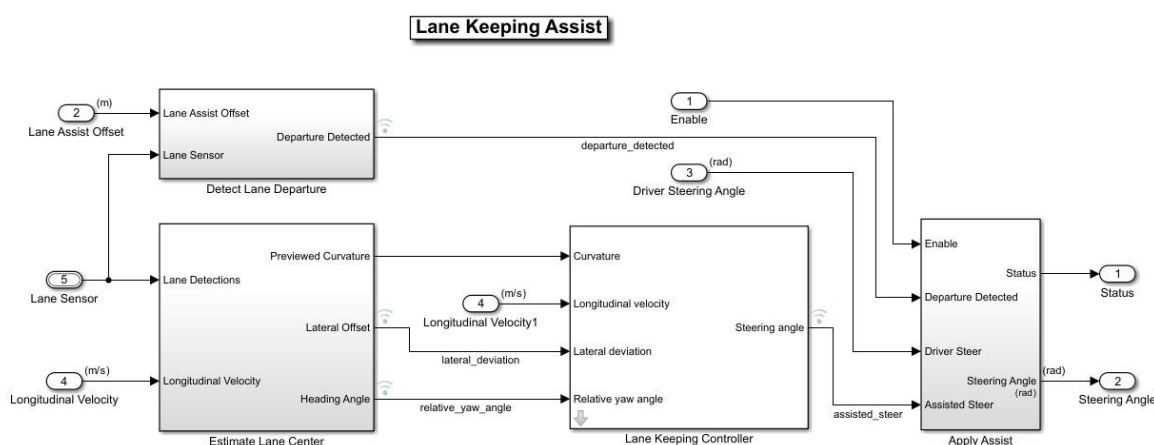 Lane Keeping Assist
2
(m)
Lane Assist Offset
Lane Assist Offset
Departure Detected
Lane Sensor
Detect Lane Departure
departure_detected
1
Enable
3
(rad)
Driver Steering Angle
5
Lane Sensor
4
(m/s)
Longitudinal Velocity
Previewed Curvature
Lane Detections
Lateral Offset
Longitudinal Velocity
Heading Angle
Estimate Lane Center
lateral_deviation
relative_yaw_angle
4
(m/s)
Longitudinal Velocity1
Curvature
Longitudinal velocity
Steering angle
Lateral deviation
Relative yaw angle
Lane Keeping Controller
assisted_steer
Enable
Status
Departure Detected
Driver Steer
Steering Angle
(rad)
Assisted Steer
Apply Assist
1
Status
(rad)
2
Steering Angle